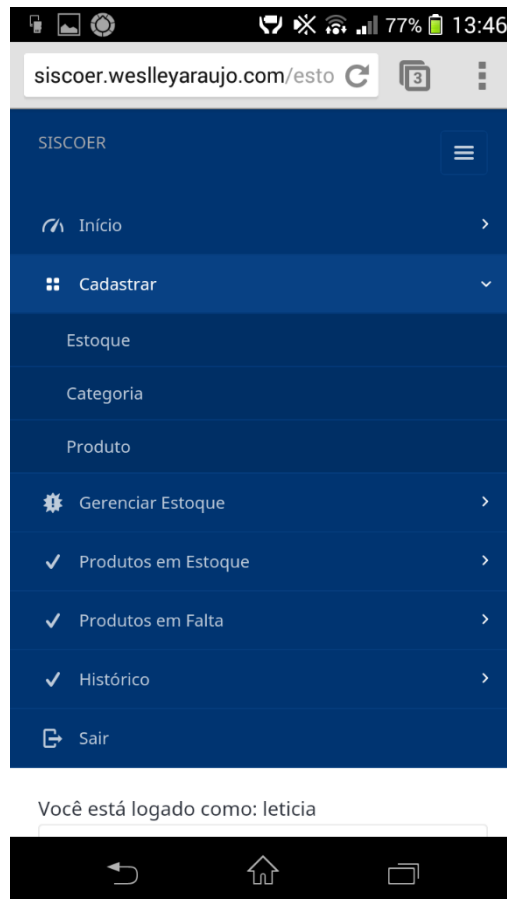 77% 13:46
siscoer.weslleyaraujo.com/esto 3
SISCOER
Início
Cadastrar
Estoque
Categoria
Produto
Gerenciar Estoque
Produtos em Estoque
Produtos em Falta
Histórico
Sair
Você está logado como: leticia